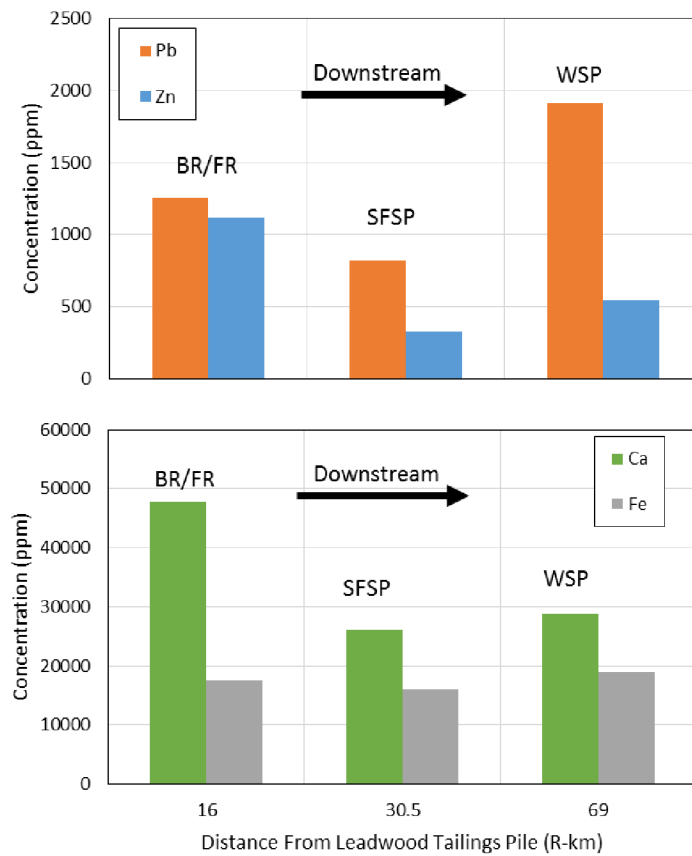 2500
2000
1500
1000
500
0
Concentration (ppm)
Pb
Zn
Downstream
BR/FR
SFSP
WSP
60000
50000
40000
30000
20000
10000
0
Concentration (ppm)
BR/FR
Downstream
SFSP
WSP
Ca
Fe
16 30.5 69
Distance From Leadwood Tailings Pile (R-km)